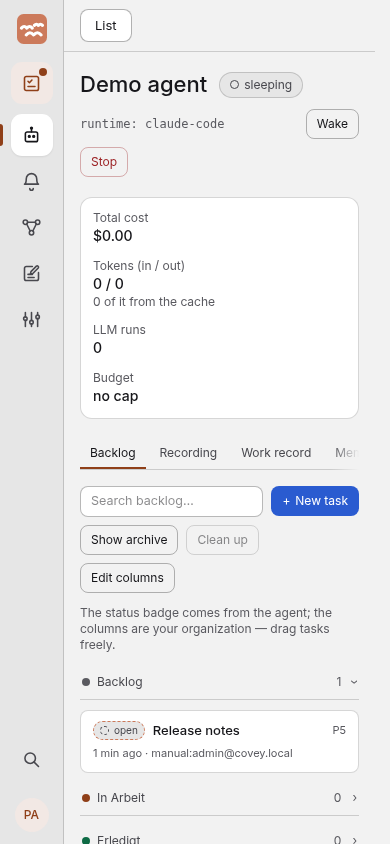 List
Demo agent
sleeping
runtime: claude-code
Wake
Stop
Total cost
$0.00
Tokens (in / out)
0 / 0
0 of it from the cache
LLM runs
0
Budget
no cap
Backlog Recording Work record
Search backlog...
+ New task
Show archive Clean up
Edit columns
The status badge comes from the agent; the
columns are your organization — drag tasks
freely.
Backlog 1
open Release notes P5
1 min ago · manual:admin@covey.local
In Arbeit 0
Erledigt 0
PA